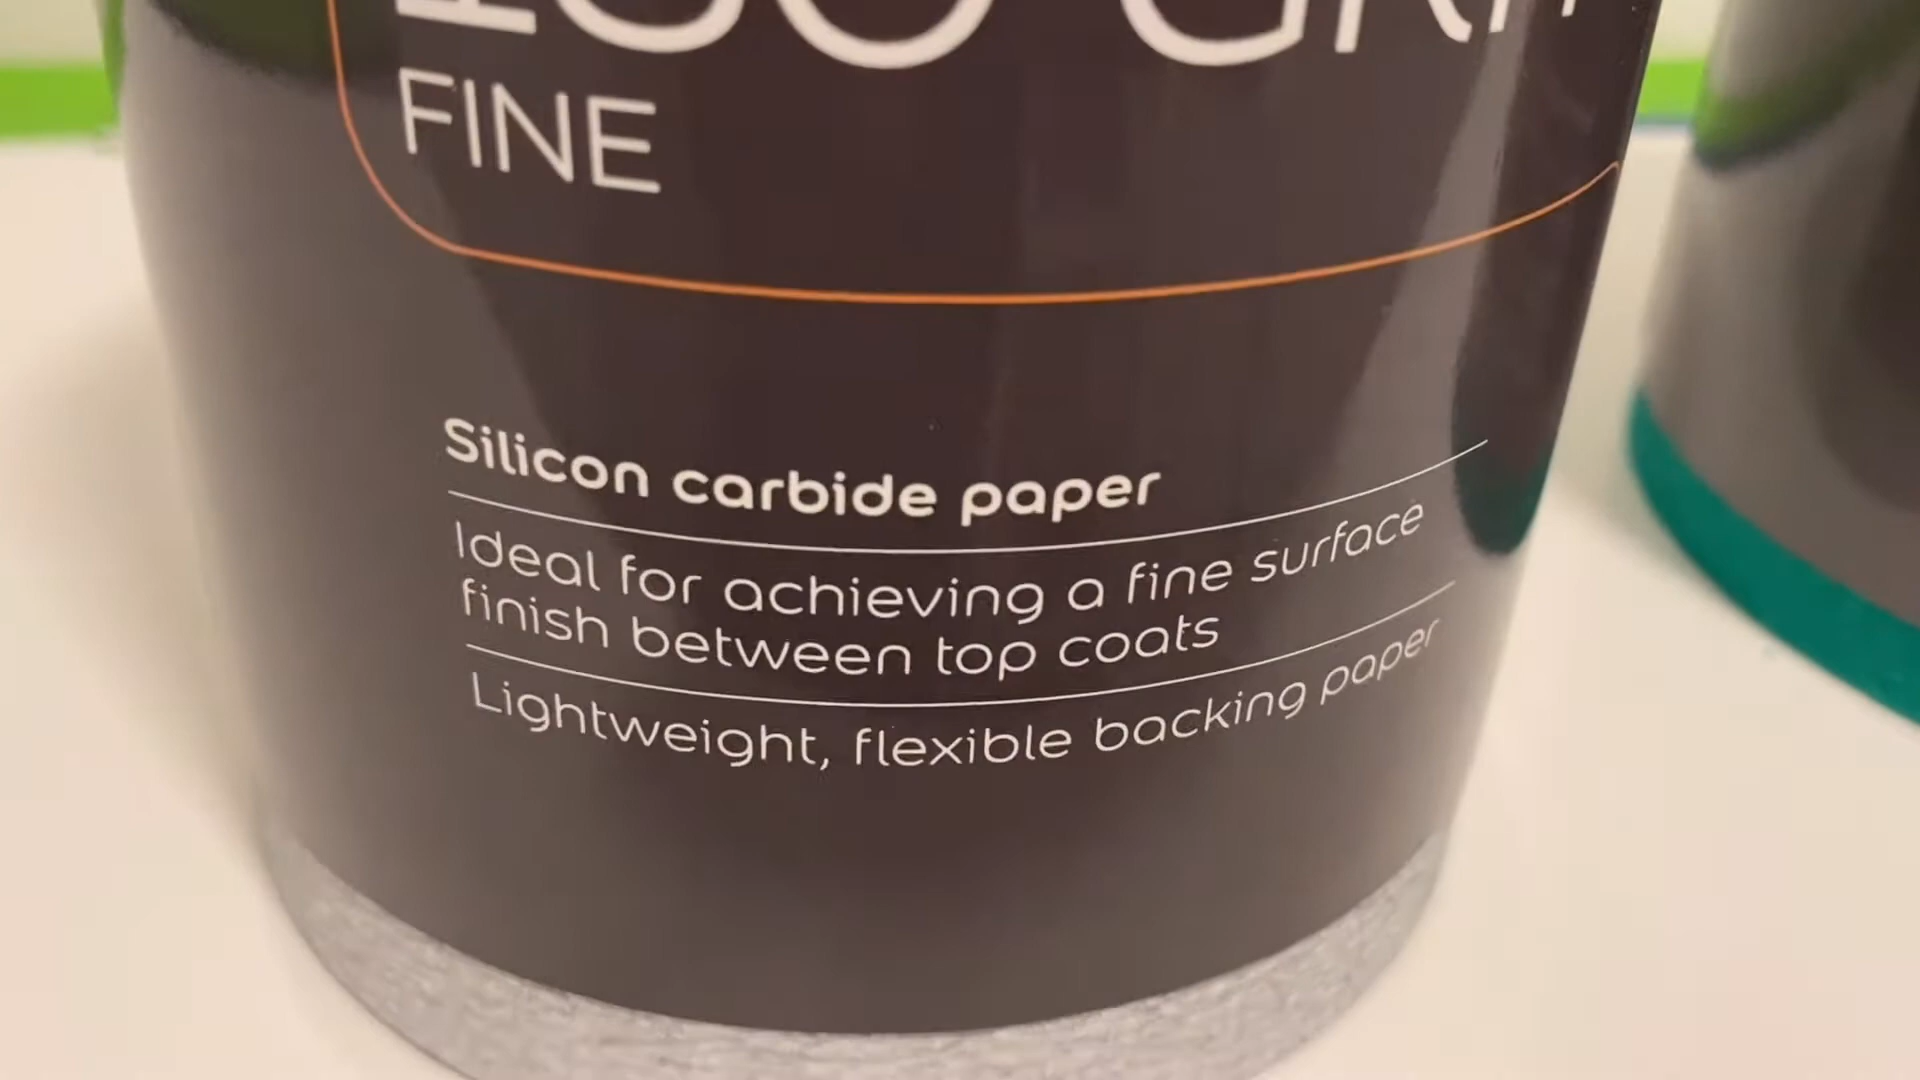 FINE
Silicon carbide paper
Ideal for achieving a fine surface
finish between top coats
Lightweight, flexible backing paper